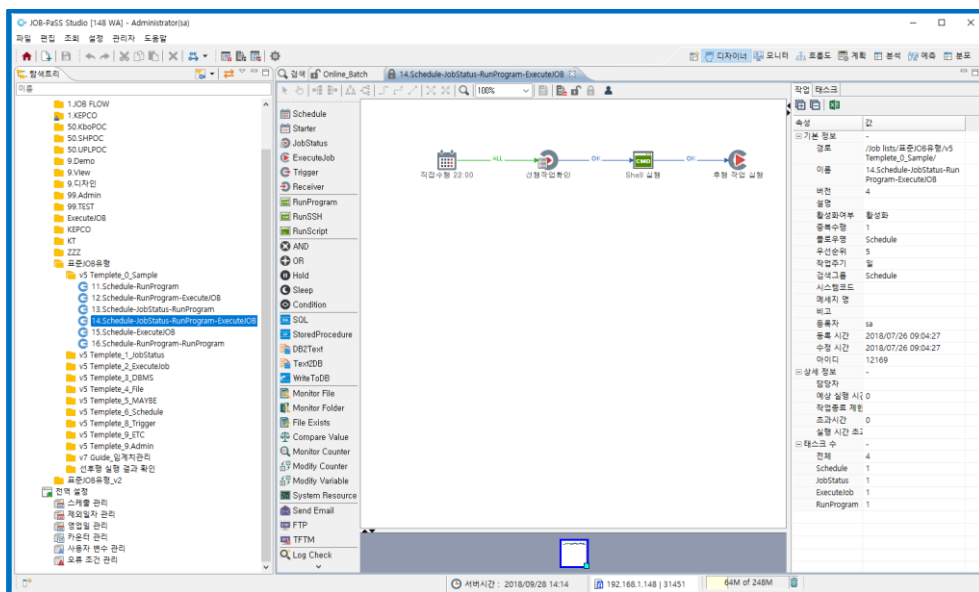 JOB-PaSS Studio [148 WA] - Administrator(sa)
파일 편집 조회 설정 관리자 도움말
디자이너 모니터 흐름도 계획 분석 예측 분포
탐색트리
이름
1.JOB FLOW
1.KEPCO
50.KboPOC
50.SHPOC
50.UPLPOC
9.Demo
9.View
9.디자인
99.Admin
99.TEST
ExecuteJOB
KEPCO
KT
ZZZ
표준JOB유형
v5 Templete_0_Sample
11.Schedule-RunProgram
12.Schedule-RunProgram-ExecuteJOB
13.Schedule-JobStatus-RunProgram
14.Schedule-JobStatus-RunProgram-ExecuteJOB
15.Schedule-ExecuteJOB
16.Schedule-RunProgram-RunProgram
v5 Templete_1_JobStatus
v5 Templete_2_ExecuteJob
v5 Templete_3_DBMS
v5 Templete_4_File
v5 Templete_5_MAYBE
v5 Templete_6_Schedule
v5 Templete_8_Trigger
v5 Templete_9_ETC
v5 Templete_9.Admin
v7 Guide_임계치관리
선후행 실행 결과 확인
표준JOB유형_v2
전역 설정
스케쥴 관리
제외일자 관리
영업일 관리
카운터 관리
사용자 변수 관리
오류 조건 관리
검색 Online_Batch 14.Schedule-JobStatus-RunProgram-ExecuteJOB
100%
Schedule
Starter
JobStatus
ExecuteJob
Trigger
Receiver
RunProgram
RunSSH
RunScript
AND
OR
Hold
Sleep
Condition
SQL
StoredProcedure
DB2Text
Text2DB
WriteToDB
Monitor File
Monitor Folder
File Exists
Compare Value
Monitor Counter
Modify Counter
Modify Variable
System Resource
Send Email
FTP
TFTM
Log Check
ALL OK OK
CMD
직접수행 22:00 선행작업확인 Shell 실행 후행 작업 실행
작업 태스크
속성 값
기본 정보 -
경로 /Job lists/표준JOB유형/v5 Templete_0_Sample/
이름 14.Schedule-JobStatus-RunProgram-ExecuteJOB
버전 4
설명
활성화여부 활성화
중복수행 1
플로우명 Schedule
우선순위 5
작업주기 일
검색그룹 Schedule
시스템코드
메세지 명
비고
등록자 sa
등록 시간 2018/07/26 09:04:27
수정 시간 2018/07/26 09:04:27
아이디 12169
상세 정보 -
담당자
예상 실행 시간 0
작업종료 제한
초과시간 0
실행 시간 초과
태스크 수 -
전체 4
Schedule 1
JobStatus 1
ExecuteJob 1
RunProgram 1
서버시간 : 2018/09/28 14:14 192.168.1.148 | 31451 64M of 248M